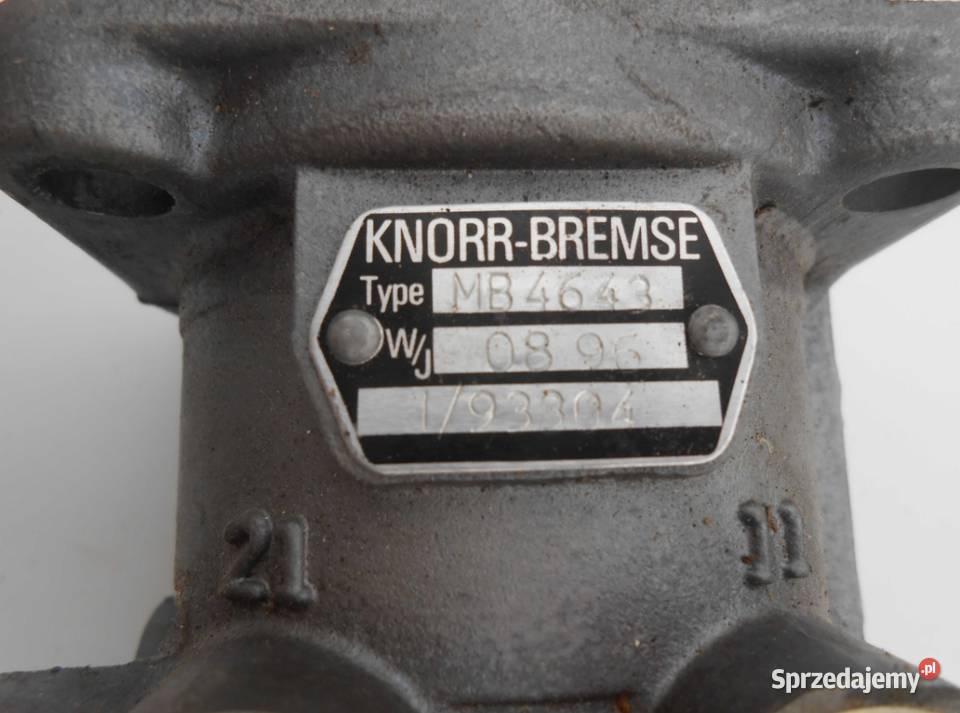 KNORR-BREMSE
Type MB4643
W/J 08 96
1/93304
21 11
Sprzedajemy.pl